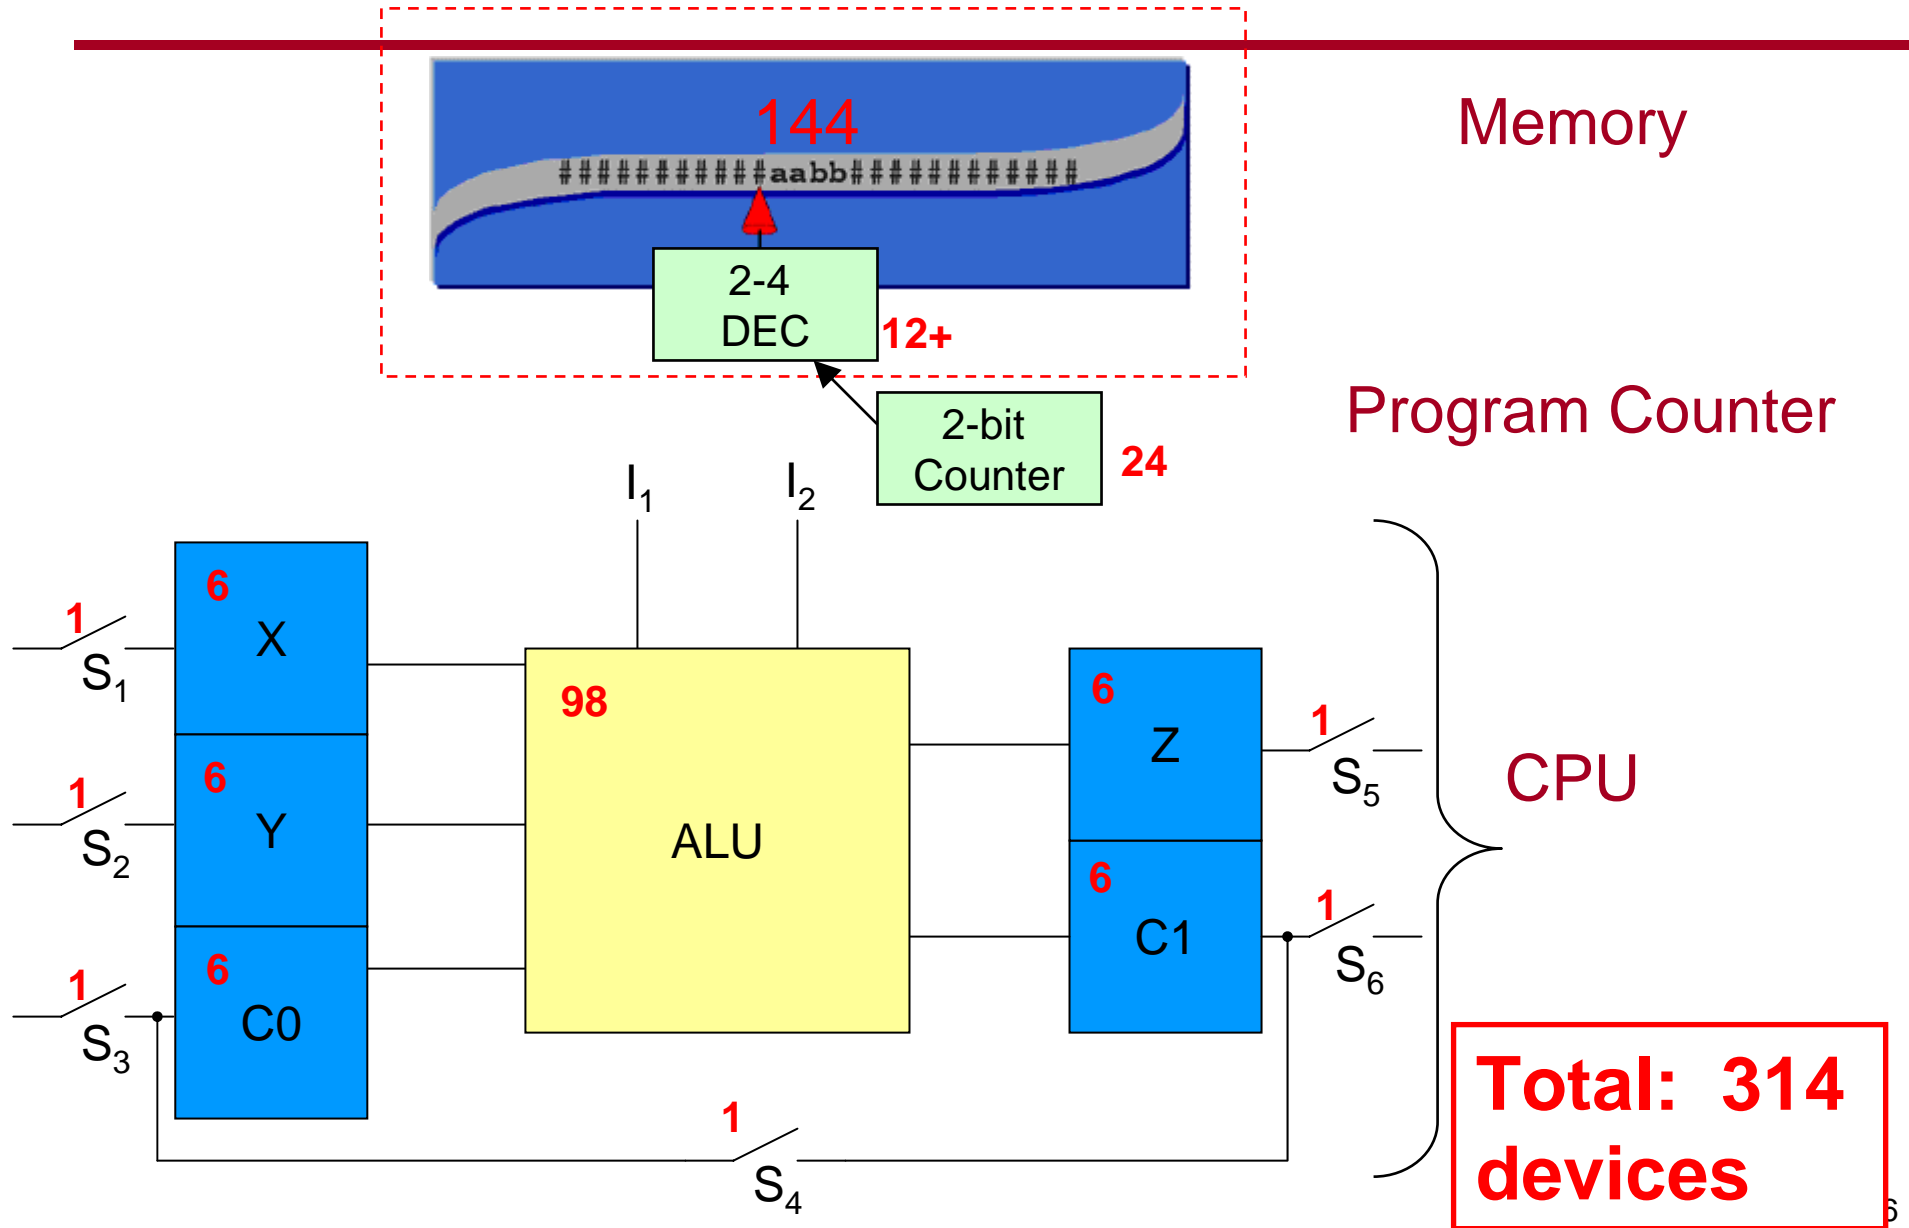 144
Memory
###########aabb############
2-4
DEC
12+
Program Counter
2-bit
Counter
24
I1
I2
6
X
1
S1
98
6
Z
1
S5
6
Y
1
S2
ALU
CPU
6
C1
1
S6
6
C0
1
S3
1
S4
Total: 314
devices
6